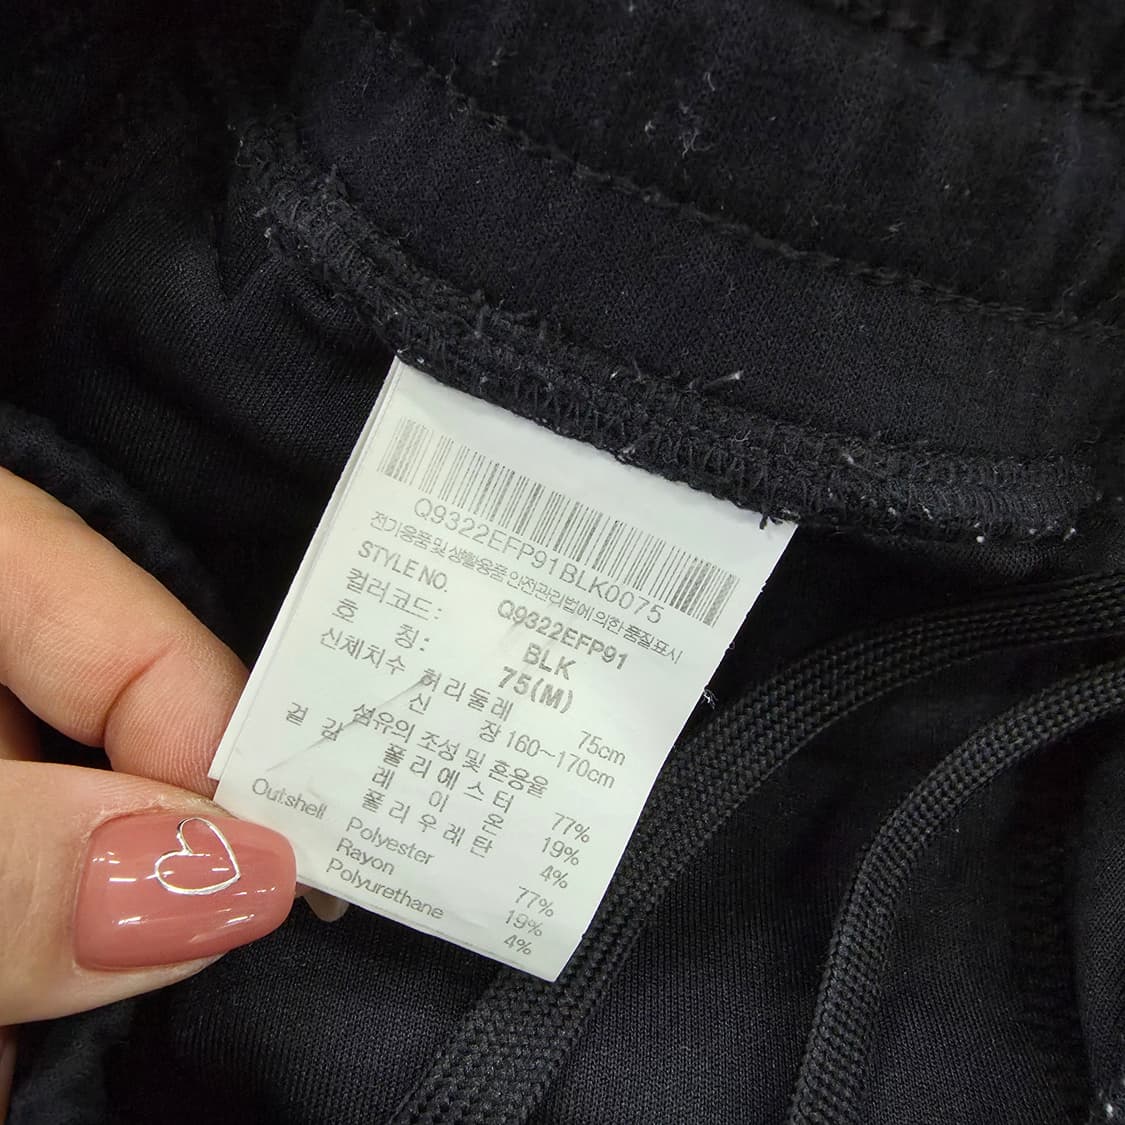 Q9322EFP91BLK0075
전기용품및생활용품안전관리법에의한품질표시
STYLE NO. Q9322EFP91
컬러코드: BLK
호 칭: 75(M)
신체치수 허리둘레 75cm
신 장 160~170cm
섬유의 조성 및 혼용율
겉 감 폴리에스터 77%
레 이 온 19%
폴리우레탄 4%
Outshell Polyester 77%
Rayon 19%
Polyurethane 4%